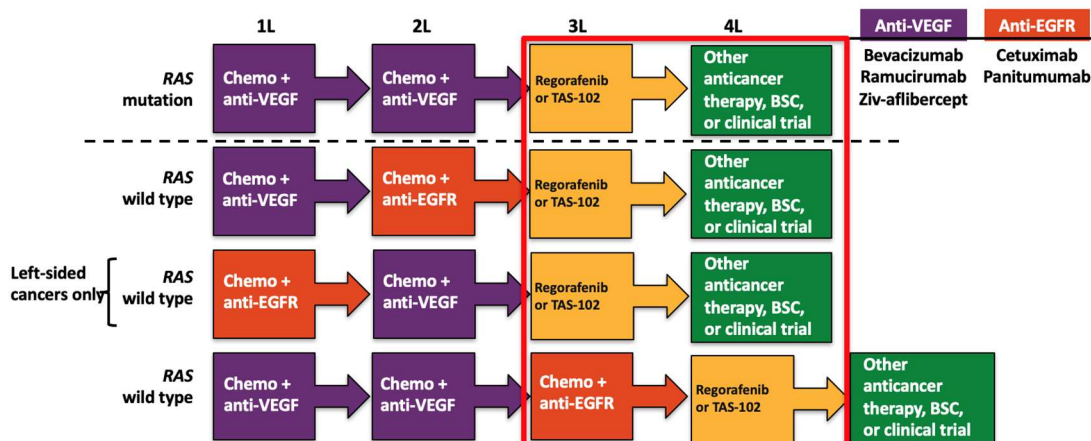 1L 2L 3L 4L
Anti-VEGF Anti-EGFR
Bevacizumab Cetuximab
Ramucirumab Panitumumab
Ziv-aflibercept
RAS
mutation
Chemo +
anti-VEGF
Chemo +
anti-VEGF
Regorafenib
or TAS-102
Other
anticancer
therapy, BSC,
or clinical trial
RAS
wild type
Chemo +
anti-VEGF
Chemo +
anti-EGFR
Regorafenib
or TAS-102
Other
anticancer
therapy, BSC,
or clinical trial
Left-sided
cancers only
RAS
wild type
Chemo +
anti-EGFR
Chemo +
anti-VEGF
Regorafenib
or TAS-102
Other
anticancer
therapy, BSC,
or clinical trial
RAS
wild type
Chemo +
anti-VEGF
Chemo +
anti-VEGF
Chemo +
anti-EGFR
Regorafenib
or TAS-102
Other
anticancer
therapy, BSC,
or clinical trial